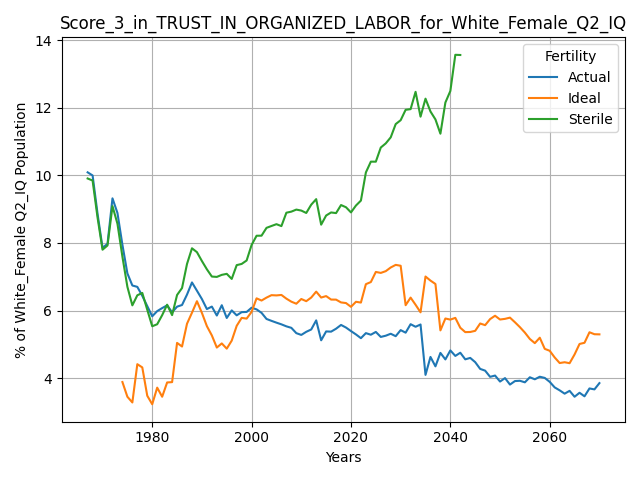 Score_3_in_TRUST_IN_ORGANIZED_LABOR_for_White_Female_Q2_IQ
% of White_Female Q2_IQ Population
14
12
10
8
6
4
Fertility
Actual
Ideal
Sterile
1980
2000
2020
2040
2060
Years